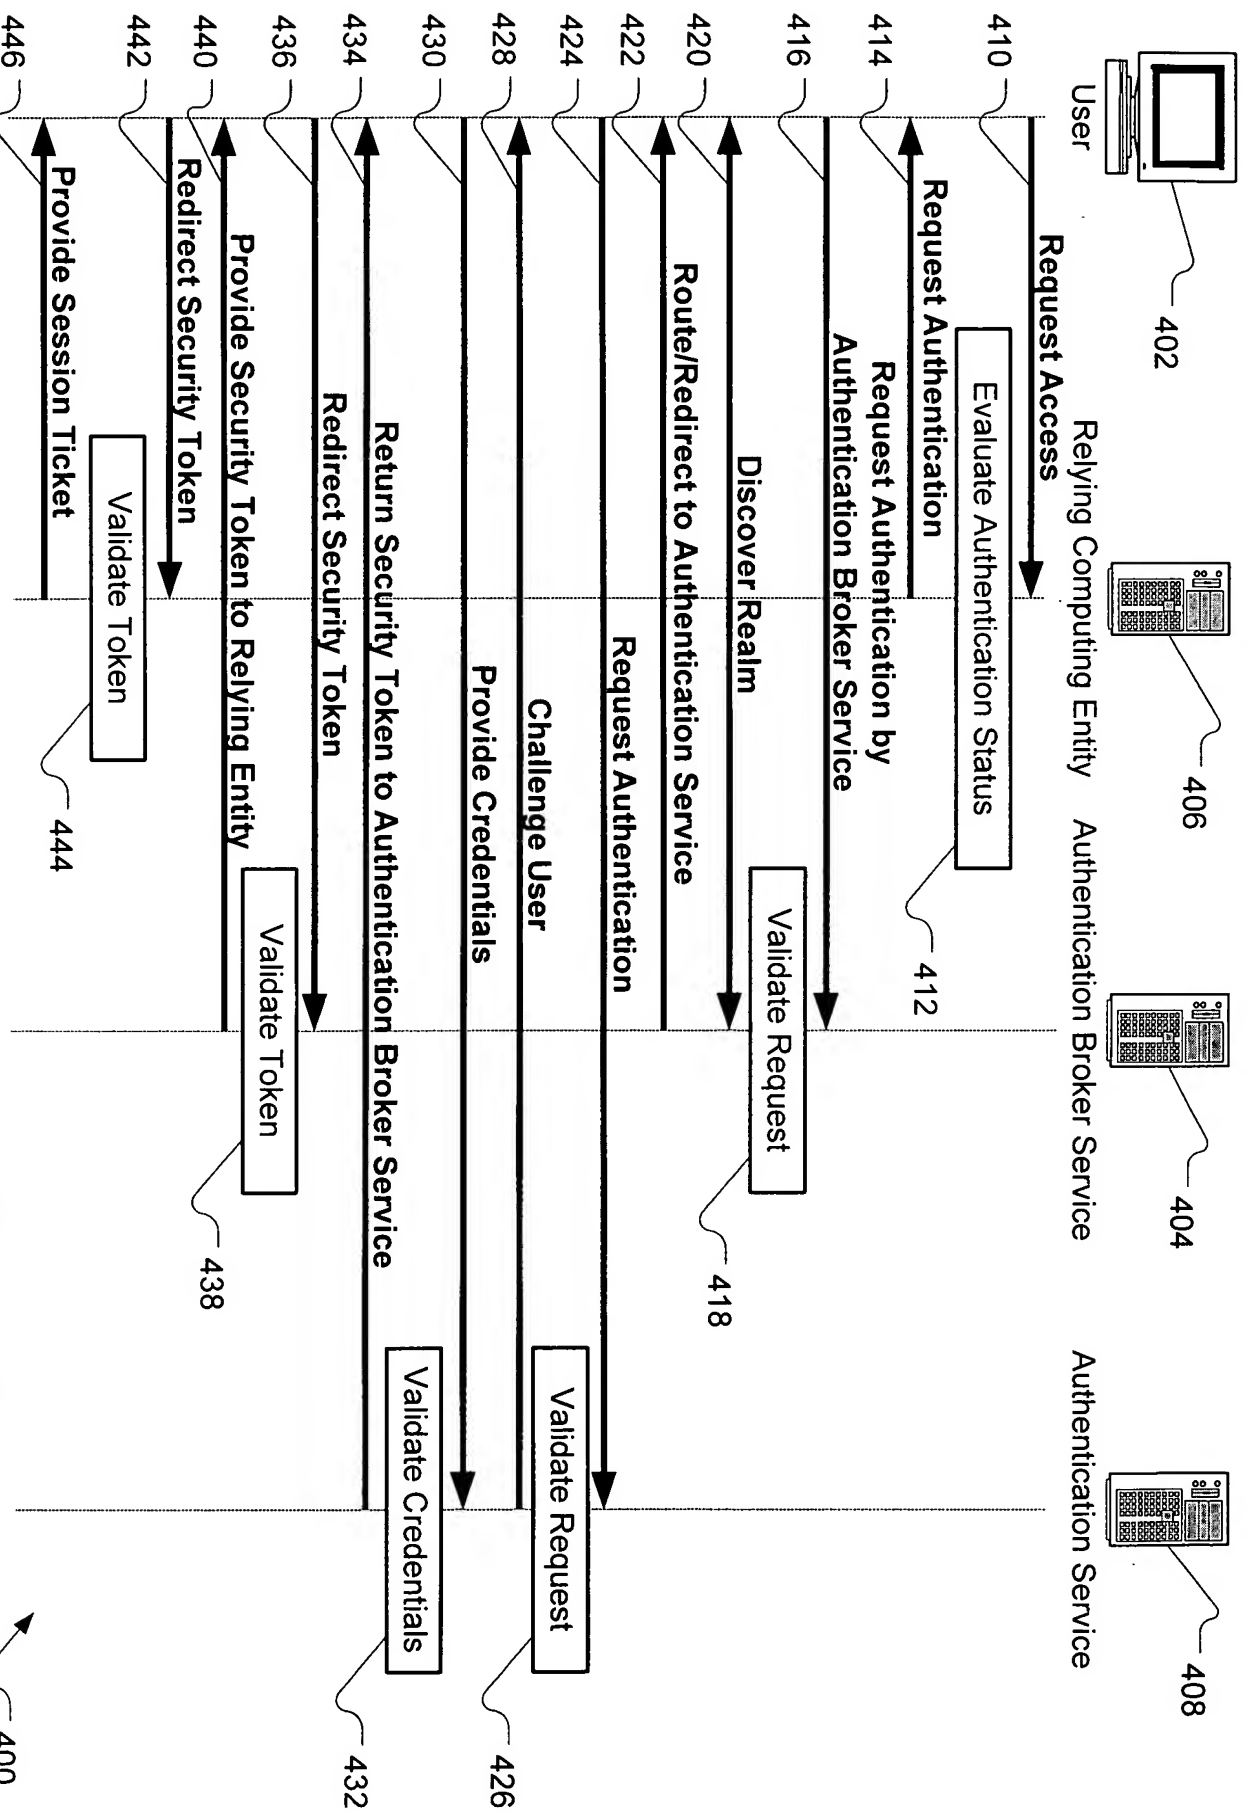 402
406
404
408
User
Relying Computing Entity
Authentication Broker Service
Authentication Service
410
Request Access
Evaluate Authentication Status
412
414
Request Authentication
416
Request Authentication by
Authentication Broker Service
Validate Request
418
420
Discover Realm
422
Route/Redirect to Authentication Service
424
Request Authentication
Validate Request
426
428
Challenge User
430
Provide Credentials
Validate Credentials
432
434
Return Security Token to Authentication Broker Service
436
Redirect Security Token
Validate Token
438
440
Provide Security Token to Relying Entity
442
Redirect Security Token
Validate Token
444
446
Provide Session Ticket
400